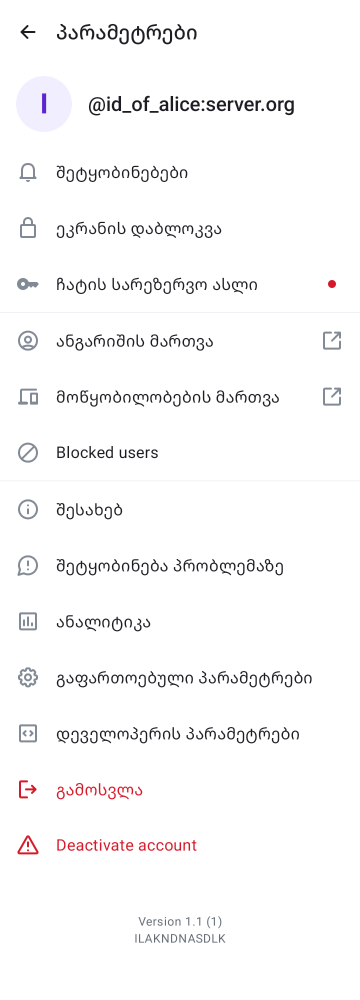 პარამეტრები
I
@id_of_alice:server.org
შეტყობინებები
ეკრანის დაბლოკვა
ჩატის სარეზერვო ასლი
ანგარიშის მართვა
მოწყობილობების მართვა
Blocked users
შესახებ
შეტყობინება პრობლემაზე
ანალიტიკა
გაფართოებული პარამეტრები
დეველოპერის პარამეტრები
გამოსვლა
Deactivate account
Version 1.1 (1)
ILAKNDNASDLK